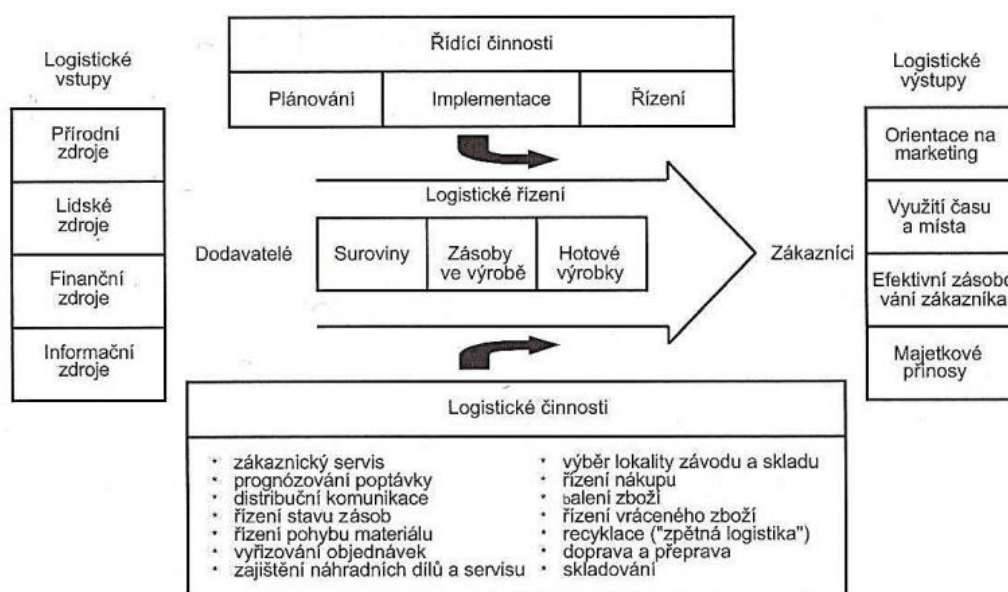 Řídící činnosti
Logistické
vstupy
Plánování
Implementace
Řízení
Logistické
výstupy
Přírodní
zdroje
Lidské
zdroje
Finanční
zdroje
Informační
zdroje
Dodavatelé
Logistické řízení
Suroviny
Zásoby
ve výrobě
Hotové
výrobky
Zákazníci
Orientace na
marketing
Využití času
a místa
Efektivní zásobo
vání zákazníka
Majetkové
přínosy
Logistické činnosti
* zákaznický servis
* prognózování poptávky
* distribuční komunikace
* řízení stavu zásob
* řízení pohybu materiálu
* vyřizování objednávek
* zajištění náhradních dílů a servisu
* výběr lokality závodu a skladu
* řízení nákupu
* balení zboží
* řízení vráceného zboží
* recyklace ("zpětná logistika")
* doprava a přeprava
* skladování